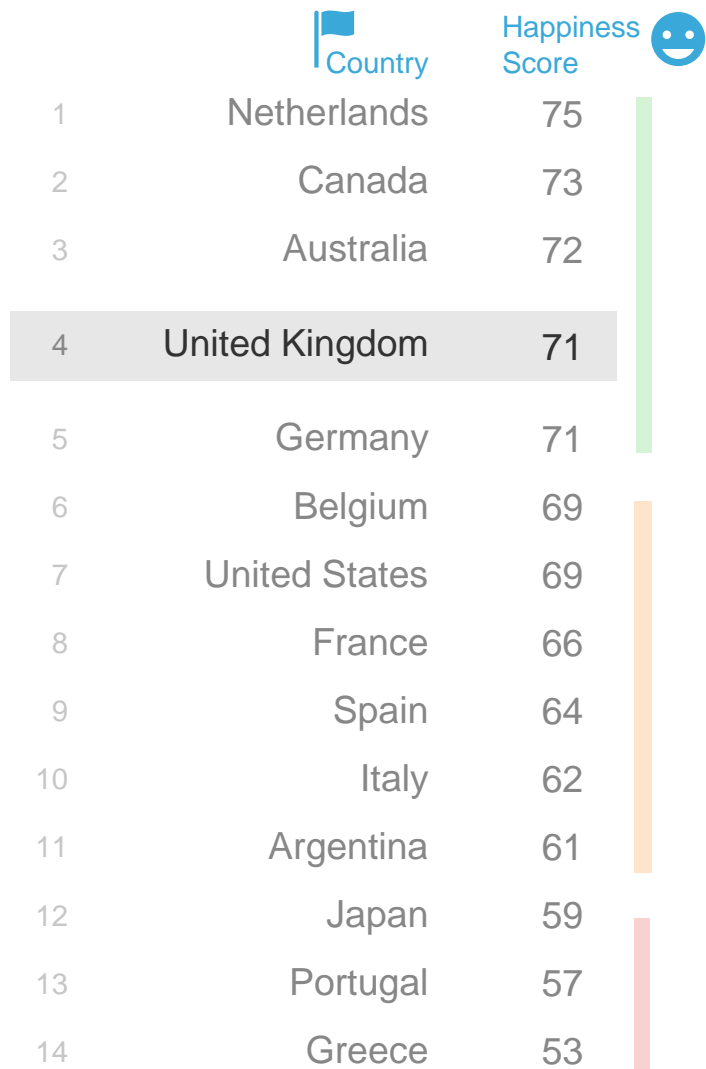 Country Happiness
Score
1 Netherlands 75
2 Canada 73
3 Australia 72
4 United Kingdom 71
5 Germany 71
6 Belgium 69
7 United States 69
8 France 66
9 Spain 64
10 Italy 62
11 Argentina 61
12 Japan 59
13 Portugal 57
14 Greece 53